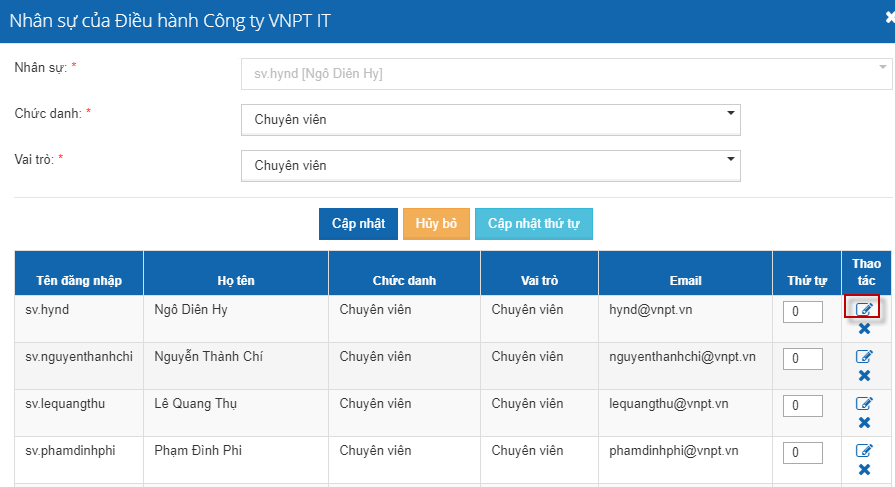 Nhân sự của Điều hành Công ty VNPT IT
Nhân sự: *
sv.hynd [Ngô Diên Hy]
Chức danh: *
Chuyên viên
Vai trò: *
Chuyên viên
Cập nhật Hủy bỏ Cập nhật thứ tự
Tên đăng nhập Họ tên Chức danh Vai trò Email Thứ tự Thao tác
sv.hynd Ngô Diên Hy Chuyên viên Chuyên viên hynd@vnpt.vn 0
sv.nguyenthanhchi Nguyễn Thành Chí Chuyên viên Chuyên viên nguyenthanhchi@vnpt.vn 0
sv.lequangthu Lê Quang Thụ Chuyên viên Chuyên viên lequangthu@vnpt.vn 0
sv.phamdinhphi Phạm Đình Phi Chuyên viên Chuyên viên phamdinhphi@vnpt.vn 0